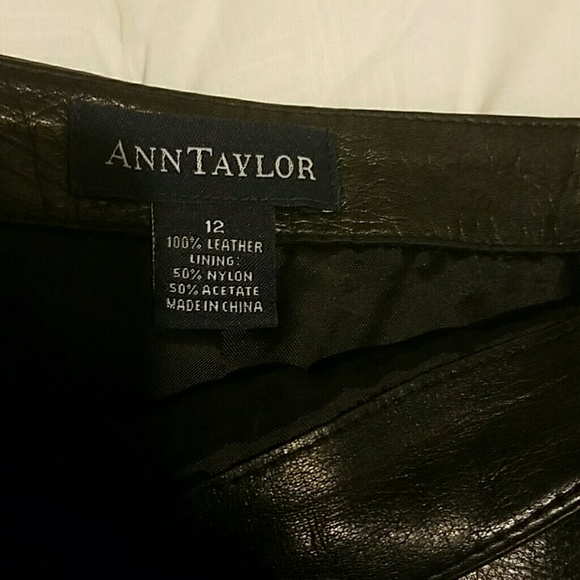 ANNTAYLOR
12
100% LEATHER
LINING:
50% NYLON
50% ACETATE
MADE IN CHINA